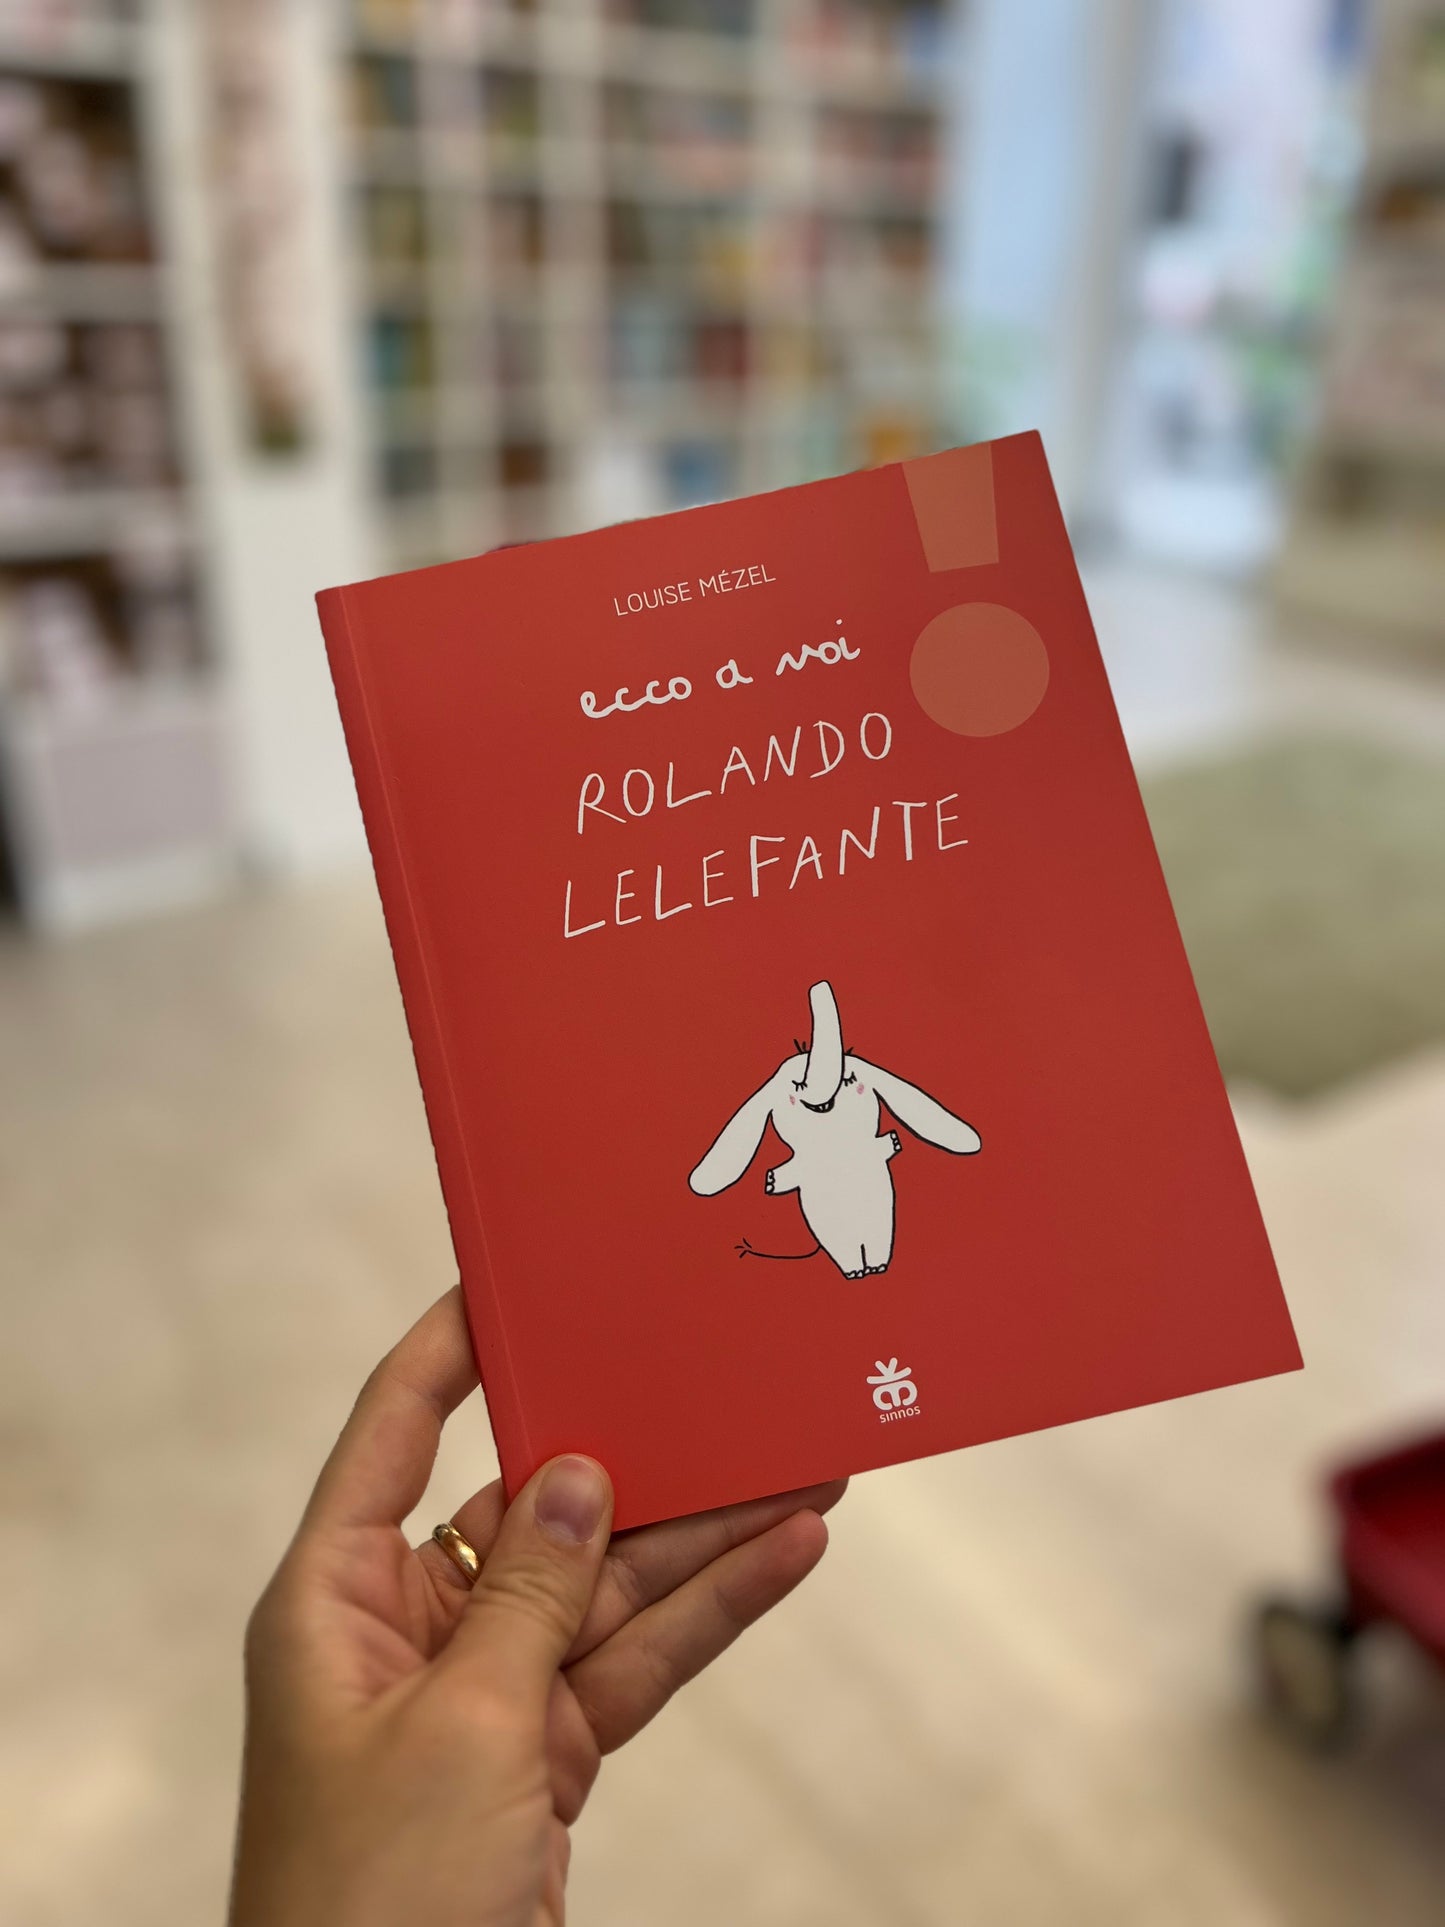 LOUISE MÉZEL
ecco a voi
ROLANDO
LELEFANTE
sinnos